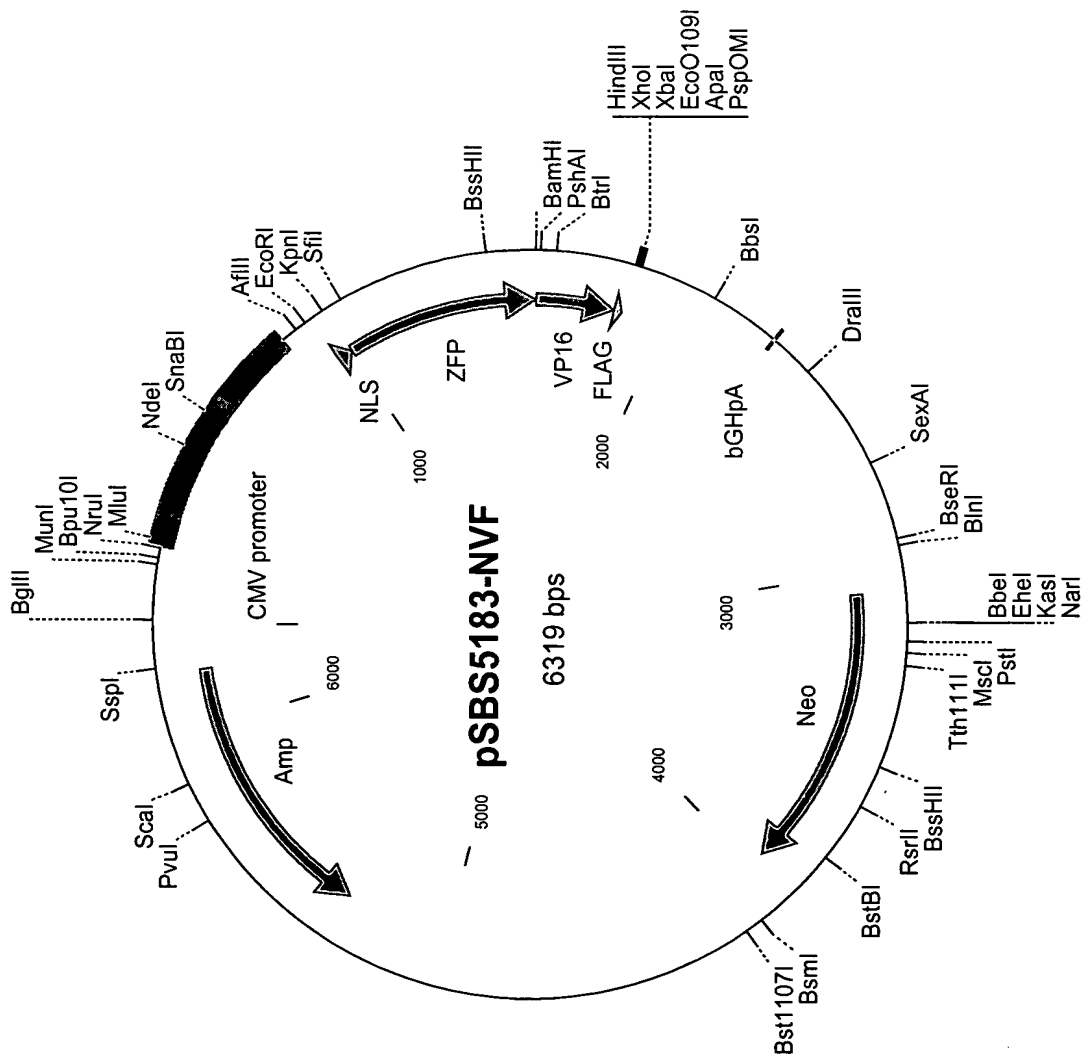 BglII
MunI
Bpu10I
NruI
MluI
NdeI
SnaBI
AflII
EcoRI
KpnI
SfiI
BssHII
BamHI
PshAI
BtrI
HindIII
XhoI
XbaI
EcoO109I
ApaI
PspOMI
BbsI
DraIII
SexAI
BseRI
BlnI
BbeI
EheI
KasI
NarI
PstI
MscI
Tth111I
BssHII
RsrII
BstBI
BsmI
Bst1107I
PvuI
ScaI
SspI
CMV promoter
NLS
ZFP
VP16
FLAG
bGHpA
Neo
Amp
1000
2000
3000
4000
5000
6000
pSBS5183-NVF
6319 bps